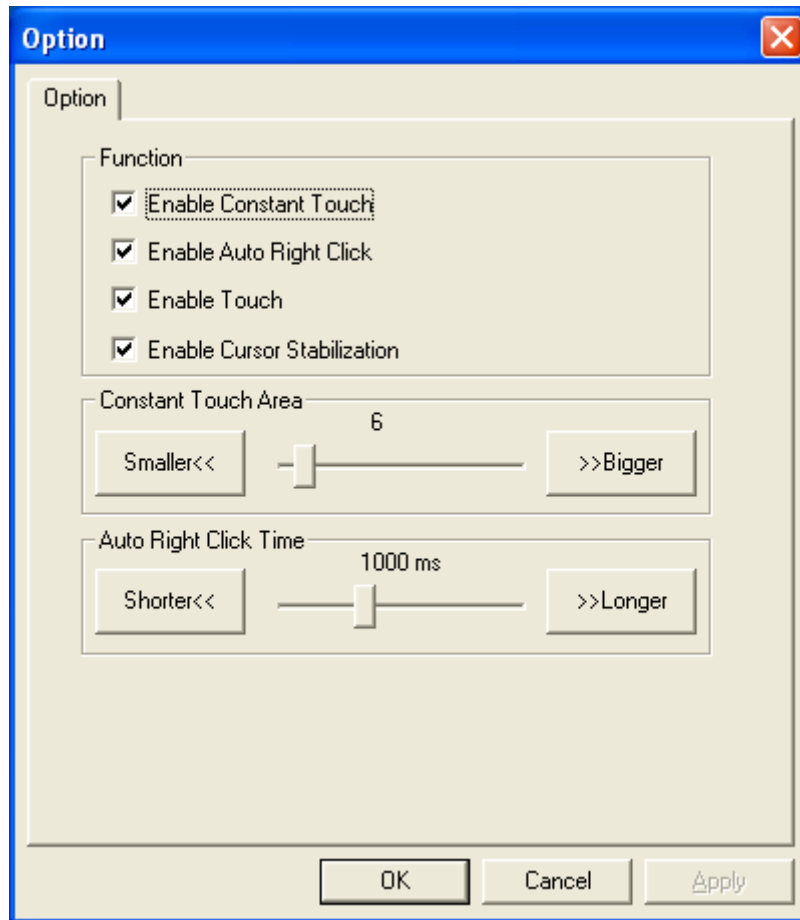 Option
Option
Function
Enable Constant Touch
Enable Auto Right Click
Enable Touch
Enable Cursor Stabilization
Constant Touch Area
6
Smaller<<
>>Bigger
Auto Right Click Time
1000 ms
Shorter<<
>>Longer
OK
Cancel
Apply